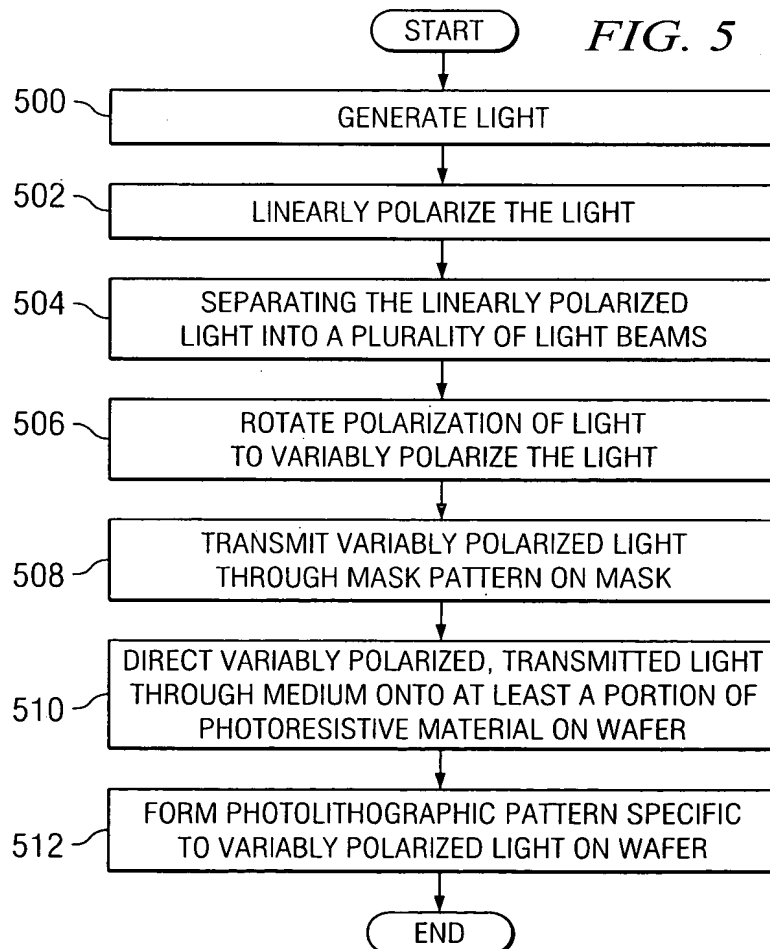 START
FIG. 5
500
GENERATE LIGHT
502
LINEARLY POLARIZE THE LIGHT
504
SEPARATING THE LINEARLY POLARIZED
LIGHT INTO A PLURALITY OF LIGHT BEAMS
506
ROTATE POLARIZATION OF LIGHT
TO VARIABLY POLARIZE THE LIGHT
508
TRANSMIT VARIABLY POLARIZED LIGHT
THROUGH MASK PATTERN ON MASK
510
DIRECT VARIABLY POLARIZED, TRANSMITTED LIGHT
THROUGH MEDIUM ONTO AT LEAST A PORTION OF
PHOTORESISTIVE MATERIAL ON WAFER
512
FORM PHOTOLITHOGRAPHIC PATTERN SPECIFIC
TO VARIABLY POLARIZED LIGHT ON WAFER
END